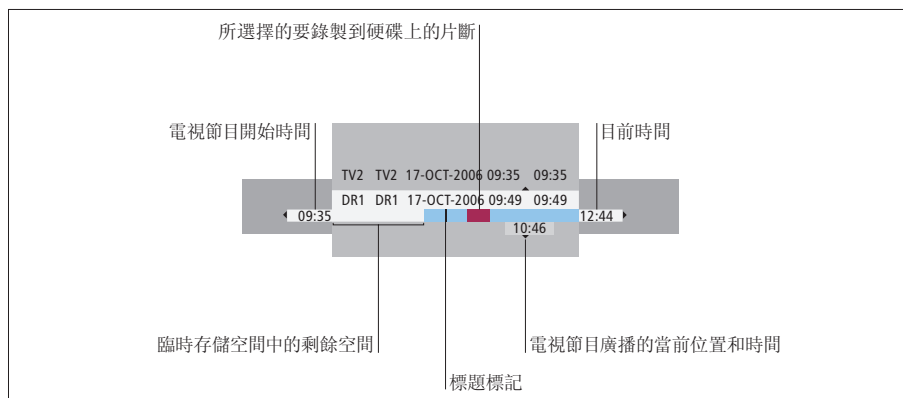 所選擇的要錄製到硬碟上的片斷
電視節目開始時間
目前時間
TV2 TV2 17-OCT-2006 09:35 09:35
DR1 DR1 17-OCT-2006 09:49 09:49
09:35
12:44
10:46
臨時存儲空間中的剩餘空間
電視節目廣播的當前位置和時間
標題標記